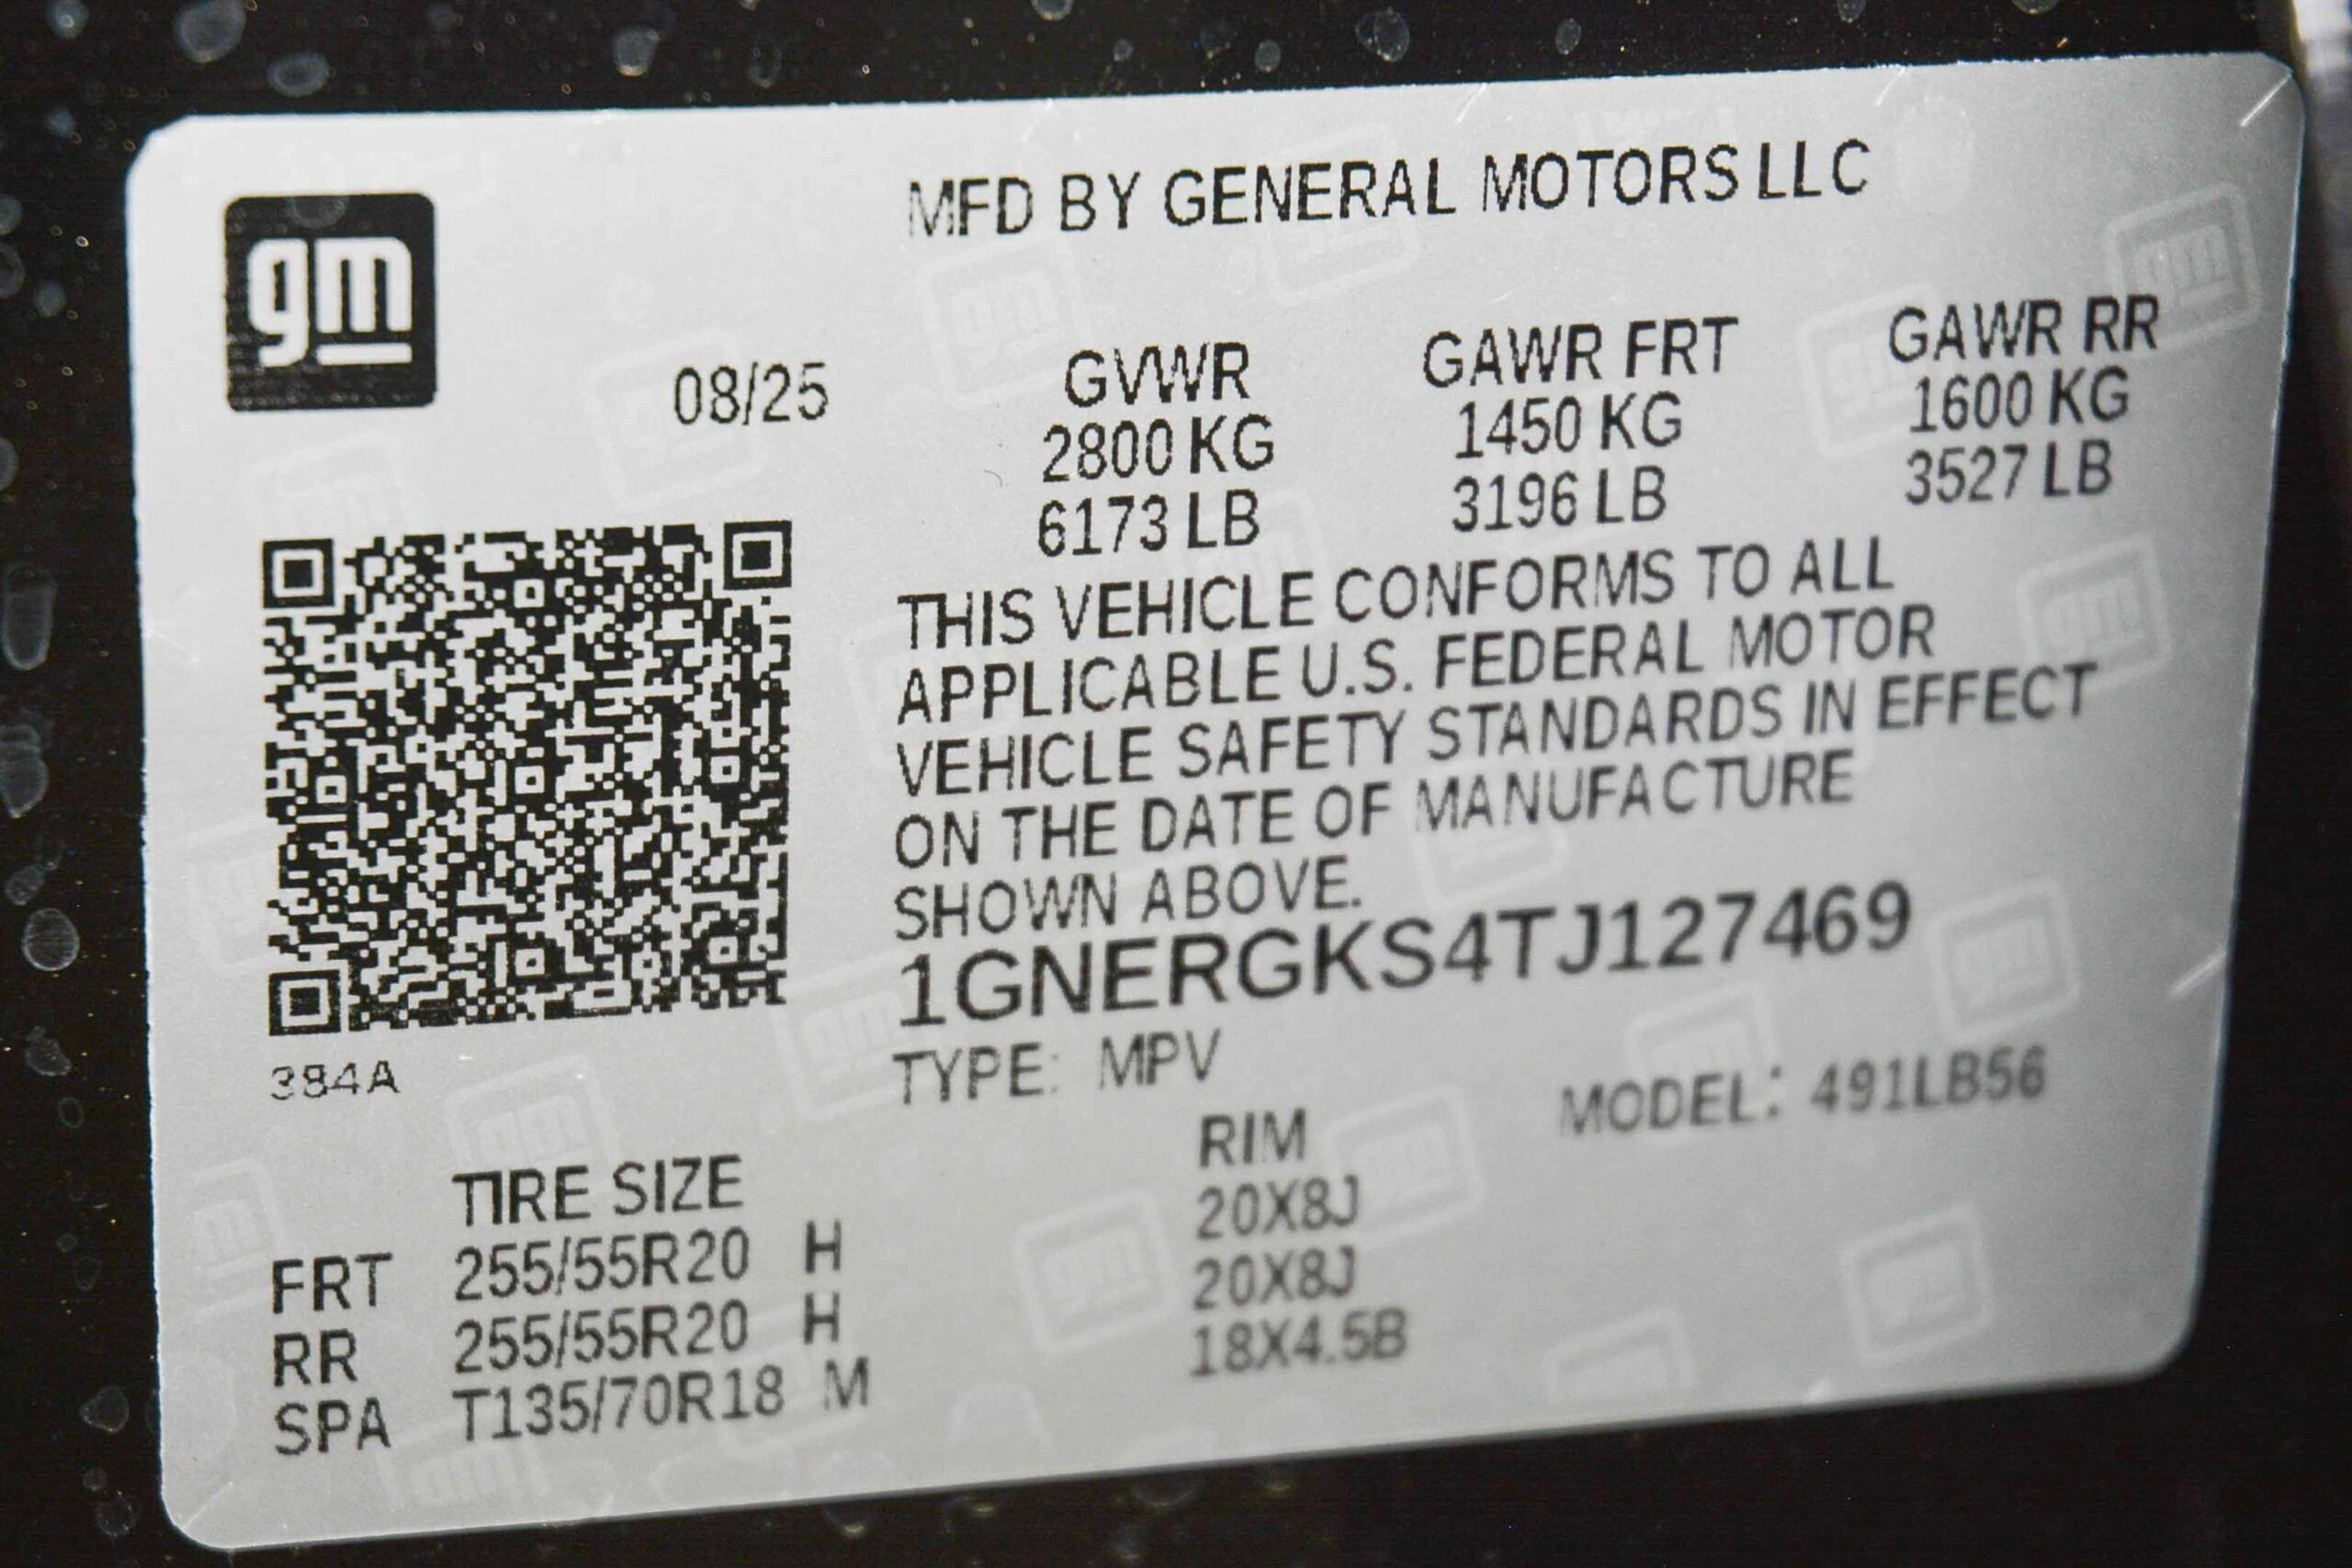 gm
MFD BY GENERAL MOTORS LLC
08/25
GVWR GAWR FRT GAWR RR
2800 KG 1450 KG 1600 KG
6173 LB 3196 LB 3527 LB
THIS VEHICLE CONFORMS TO ALL
APPLICABLE U.S. FEDERAL MOTOR
VEHICLE SAFETY STANDARDS IN EFFECT
ON THE DATE OF MANUFACTURE
SHOWN ABOVE.
1GNERGKS4TJ127469
384A
TYPE: MPV MODEL: 491LB56
TIRE SIZE RIM
FRT 255/55R20 H 20X8J
RR 255/55R20 H 20X8J
SPA T135/70R18 M 18X4.5B